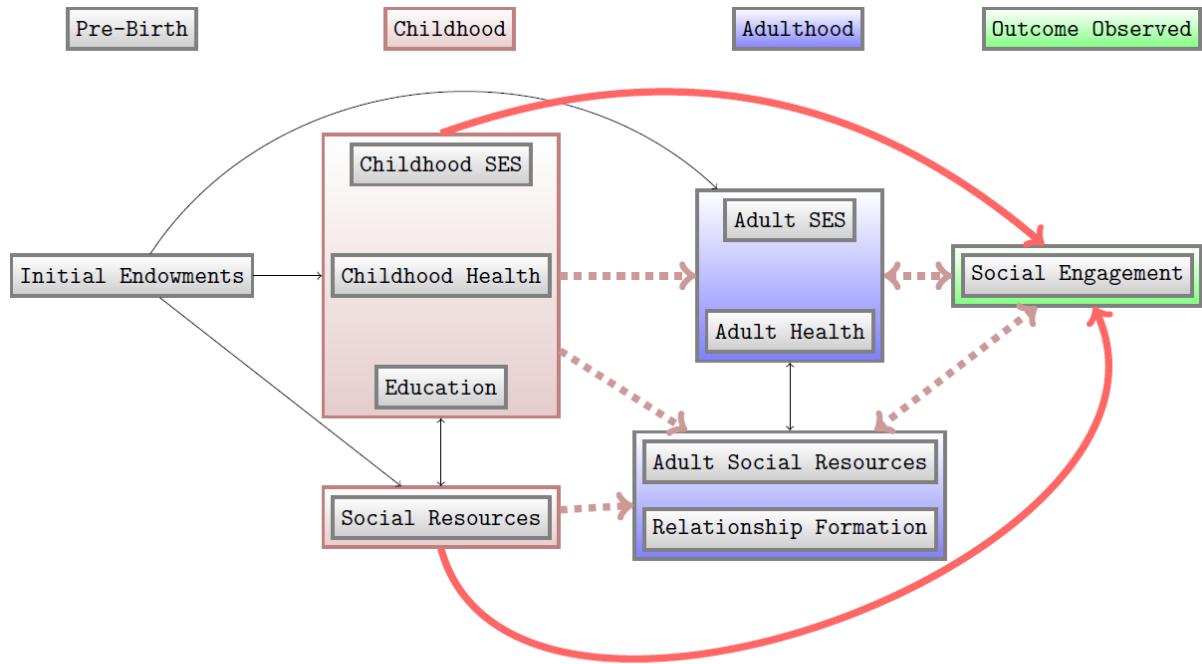 Pre-Birth
Childhood
Adulthood
Outcome Observed
Childhood SES
Adult SES
Initial Endowments
Childhood Health
Social Engagement
Adult Health
Education
Adult Social Resources
Social Resources
Relationship Formation